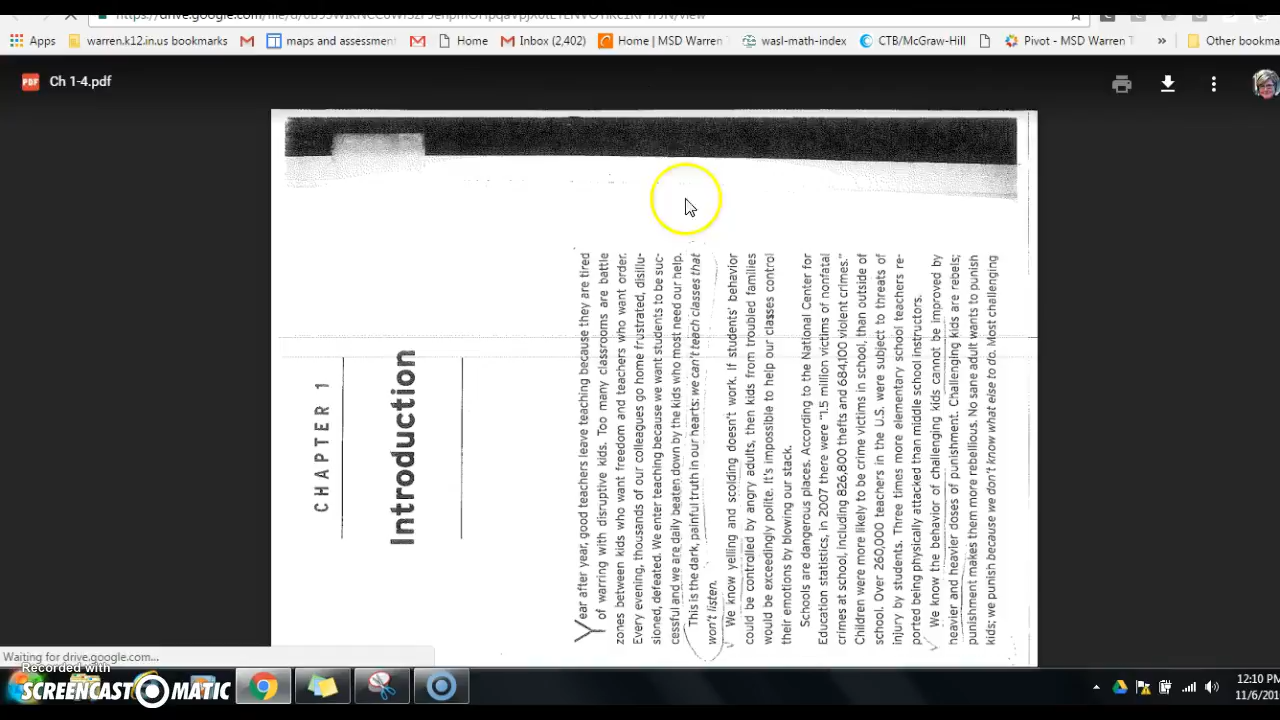 Apps
warren.k12.in.us bookmarks
maps and assessment
Home
Inbox (2,402)
Home | MSD Warren T
wasl-math-index
CTB/McGraw-Hill
Pivot - MSD Warren T
»
Other bookma
PDF
Ch 1-4.pdf
CHAPTER 1
Introduction
Year after year, good teachers leave teaching because they are tired
of warring with disruptive kids. Too many classrooms are battle
zones between kids who want freedom and teachers who want order.
Every evening, thousands of our colleagues go home frustrated, disillu-
sioned, defeated. We enter teaching because we want students to be suc-
cessful and we are daily beaten down by the kids who most need our help.
This is the dark, painful truth in our hearts: we can't teach classes that
won't listen.
We know yelling and scolding doesn't work. If students' behavior
could be controlled by angry adults, then kids from troubled families
would be exceedingly polite. It's impossible to help our classes control
their emotions by blowing our stack.
Schools are dangerous places. According to the National Center for
Education statistics, in 2007 there were "1.5 million victims of nonfatal
crimes at school, including 826,800 thefts and 684,100 violent crimes."
Children were more likely to be crime victims in school, than outside of
school. Over 260,000 teachers in the U.S. were subject to threats of
injury by students. Three times more elementary school teachers re-
ported being physically attacked than middle school instructors.
We know the behavior of challenging kids cannot be improved by
heavier and heavier doses of punishment. Challenging kids are rebels;
punishment makes them more rebellious. No sane adult wants to punish
kids; we punish because we don't know what else to do. Most challenging
Waiting for drive.google.com...
Recorded with
SCREENCAST MATIC
12:10 PM
11/6/201